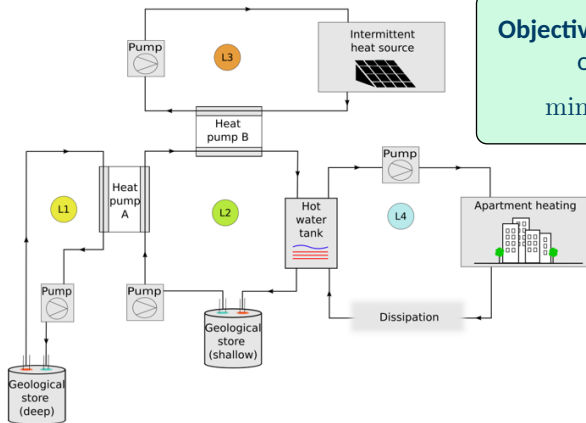 Pump
L3
Intermittent
heat source
Objectiv
min
Heat
pump B
Pump
L1
Heat
pump
A
L2
Hot
water
tank
L4
Apartment heating
Pump
Pump
Geological
store
(shallow)
Dissipation
Geological
store
(deep)